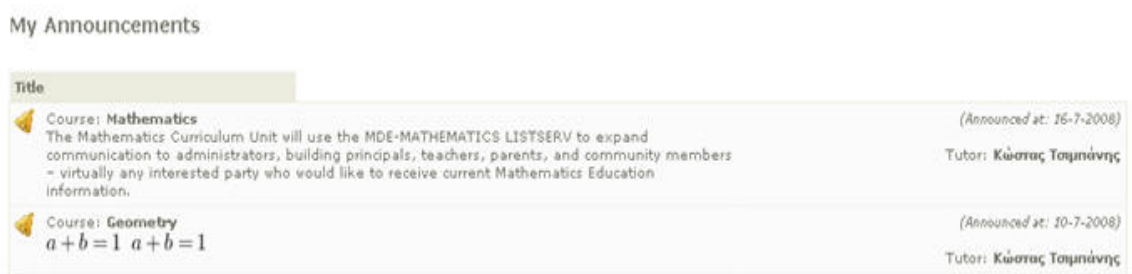 My Announcements
Title
Course: Mathematics
(Announced at: 16-7-2008)
The Mathematics Curriculum Unit will use the MDE-MATHEMATICS LISTSERV to expand
communication to administrators, building principals, teachers, parents, and community members
Tutor: Κώστας Τσιμπάνης
– virtually any interested party who would like to receive current Mathematics Education
information.
Course: Geometry
(Announced at: 10-7-2008)
a + b = 1 a + b = 1
Tutor: Κώστας Τσιμπάνης